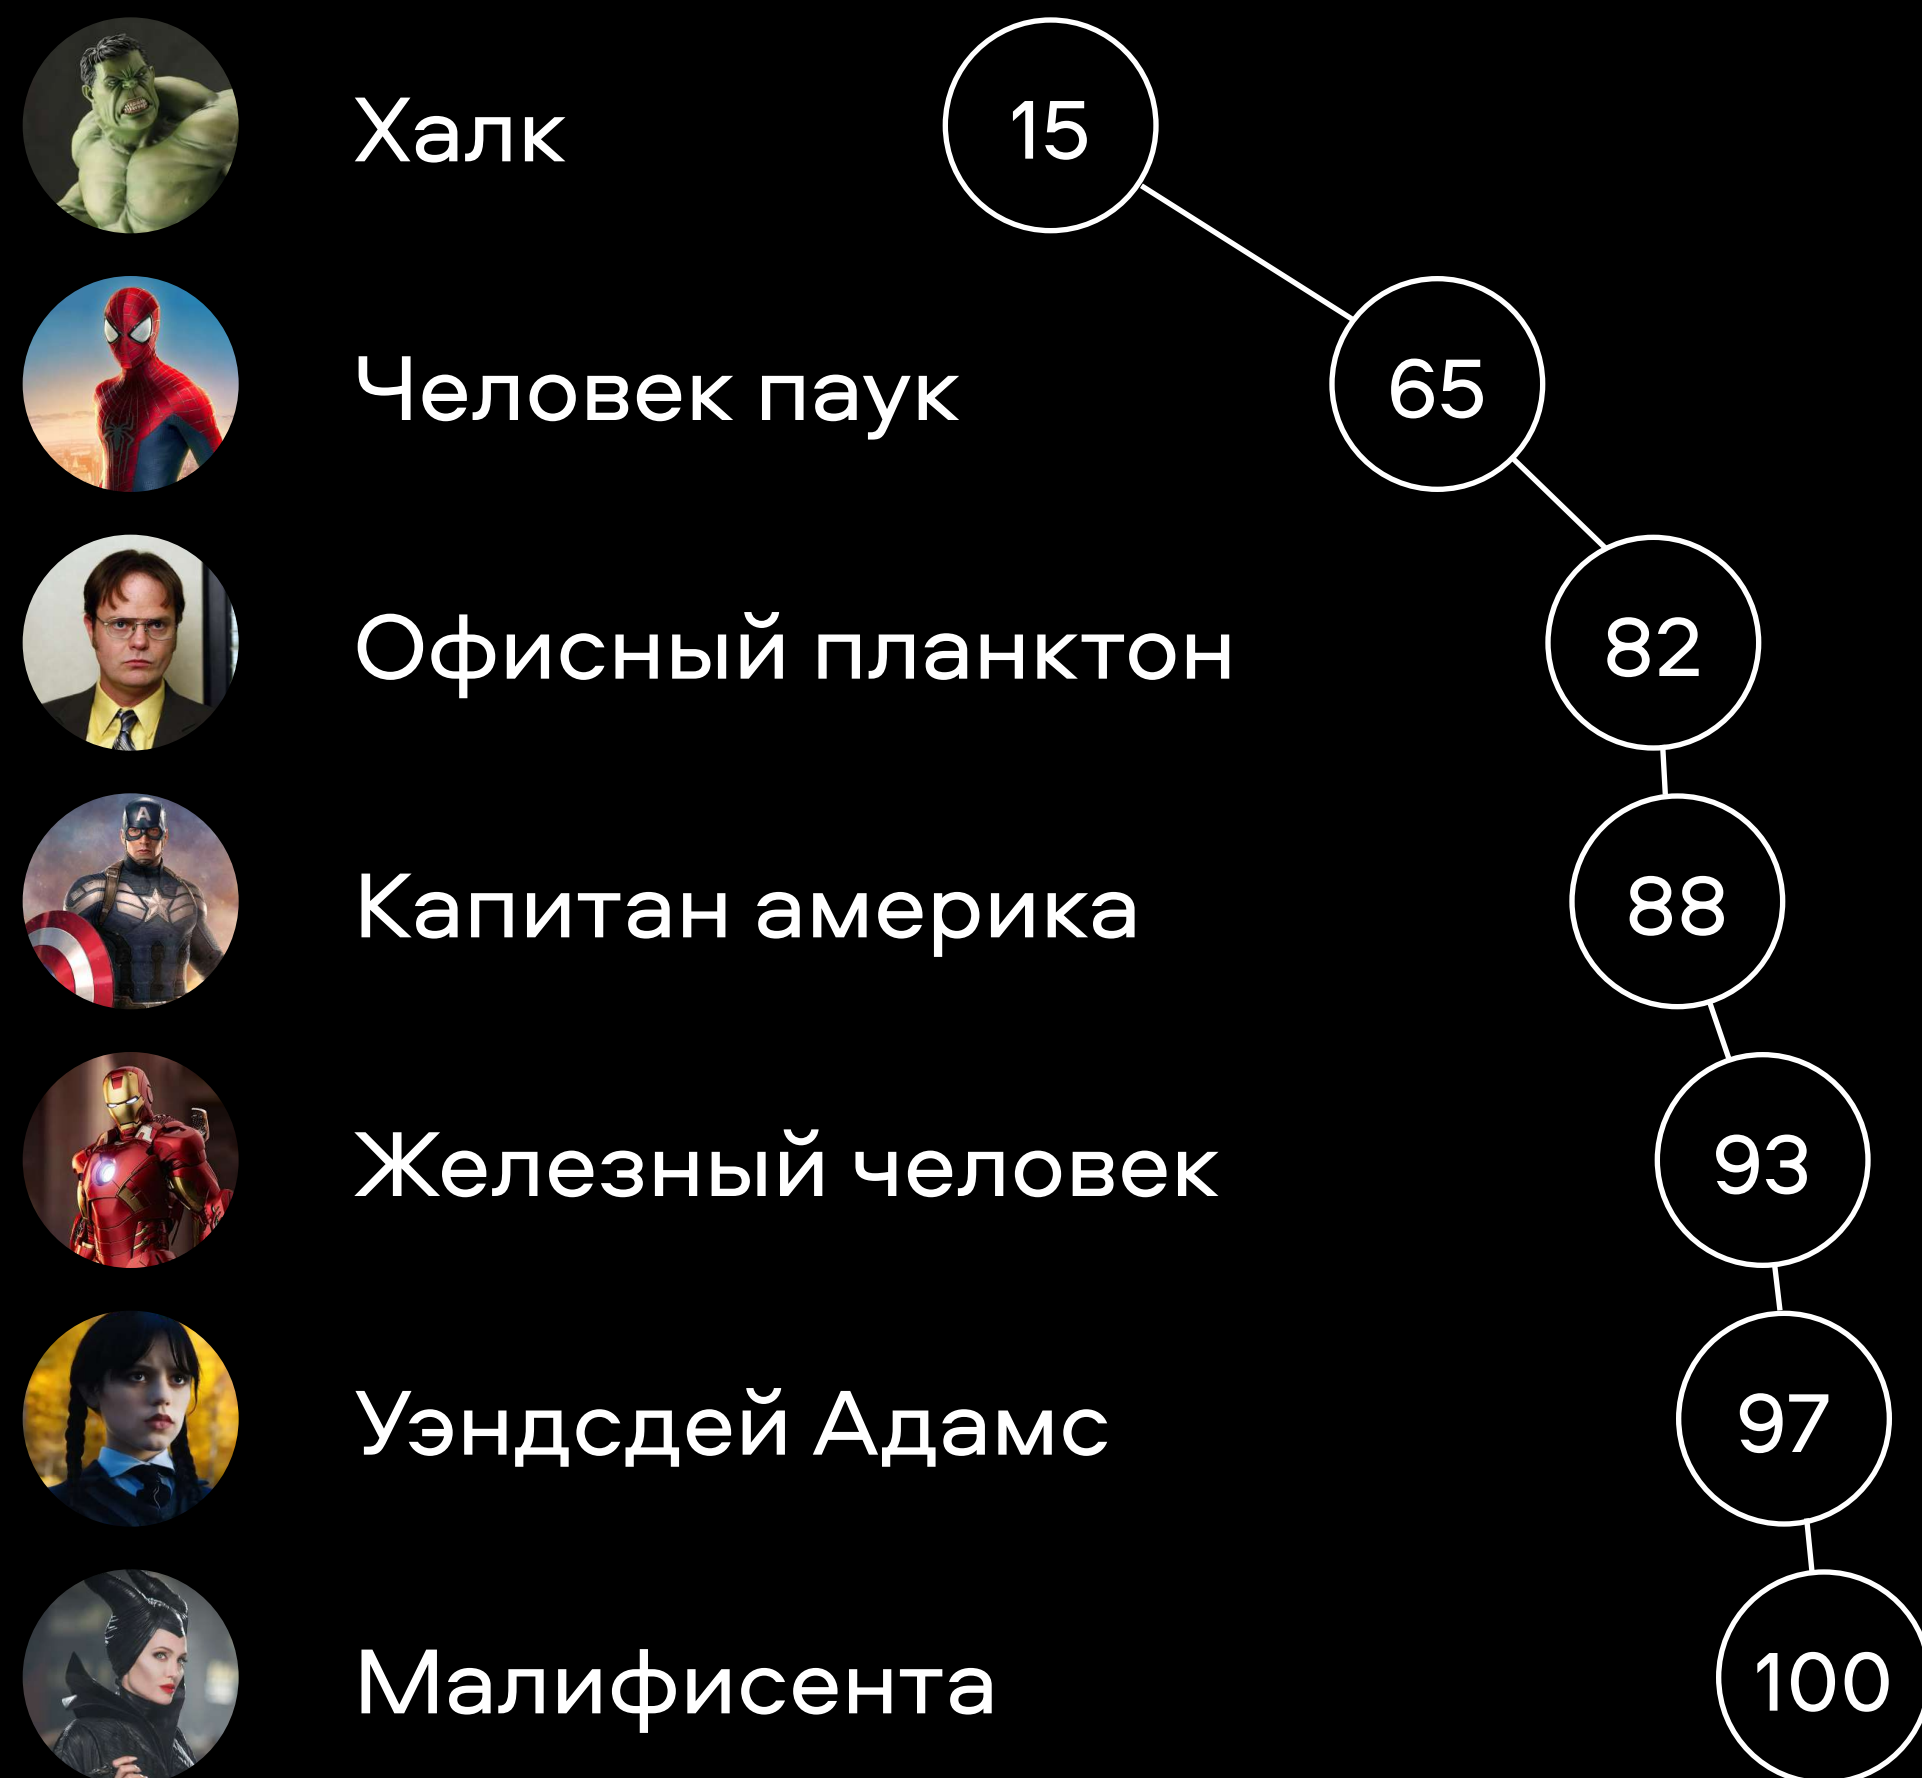 Халк 15
Человек паук 65
Офисный планктон 82
Капитан америка 88
Железный человек 93
Уэндсдей Адамс 97
Малифисента 100